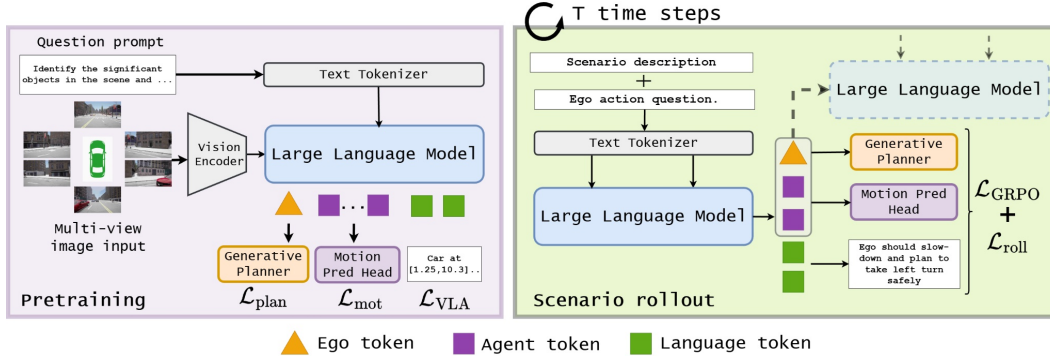 Question prompt
Identify the significant
objects in the scene and ...
Text Tokenizer
Vision
Encoder
Large Language Model
Multi-view
image input
Generative
Planner
Motion
Pred Head
Car at
[1.25,10.3]..
ℒplan
ℒmot
ℒVLA
Pretraining
T time steps
Scenario description
+
Ego action question.
Text Tokenizer
Large Language Model
Large Language Model
Generative
Planner
Motion Pred
Head
Ego should slow-
down and plan to
take left turn
safely
ℒGRPO
+
ℒroll
Scenario rollout
Ego token
Agent token
Language token